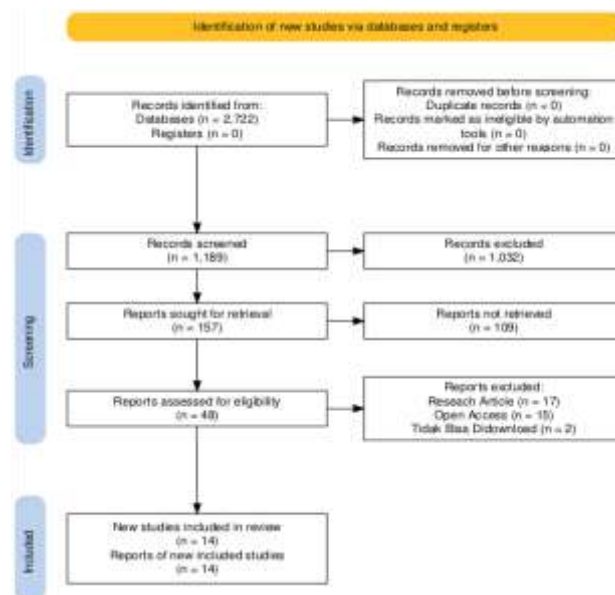 Identification of new studies via databases and registers
Identification
Records identified from:
Databases (n = 2,722)
Registers (n = 0)
Records removed before screening:
Duplicate records (n = 0)
Records marked as ineligible by automation
tools (n = 0)
Records removed for other reasons (n = 0)
Screening
Records screened
(n = 1,189)
Records excluded
(n = 1,032)
Reports sought for retrieval
(n = 157)
Reports not retrieved
(n = 109)
Reports assessed for eligibility
(n = 48)
Reports excluded:
Reseach Article (n = 17)
Open Access (n = 15)
Tidak Bisa Didownload (n = 2)
Included
New studies included in review
(n = 14)
Reports of new included studies
(n = 14)